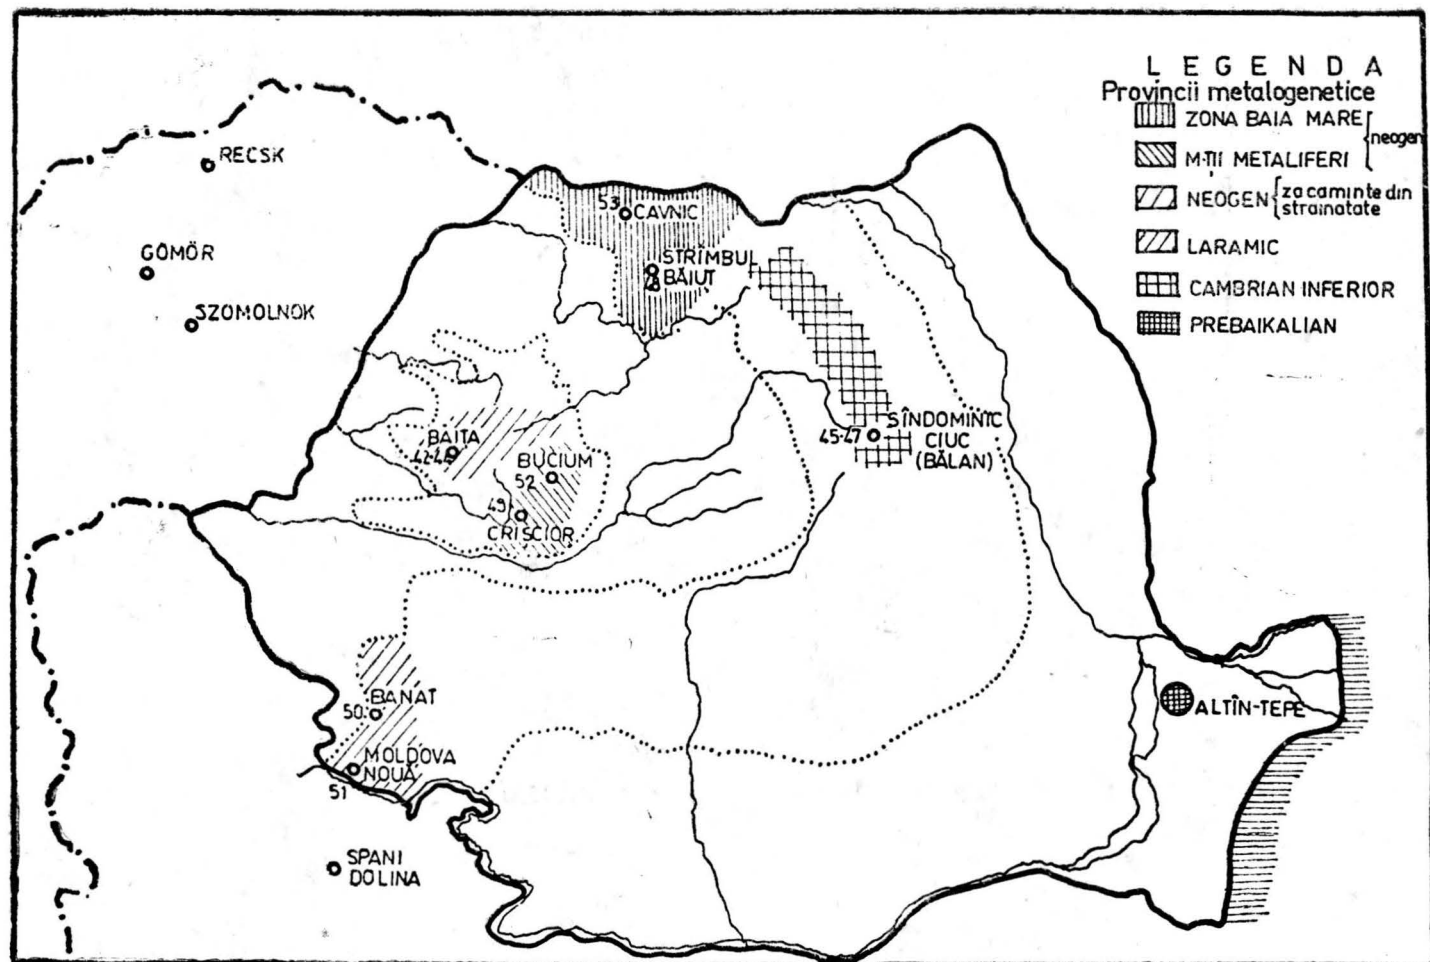 LEGENDA
Provincii metalogenetice
ZONA BAIA MARE
M-ŢII METALIFERI
neogen
NEOGEN
zacaminte din
strainatate
LARAMIC
CAMBRIAN INFERIOR
PREBAIKALIAN
RECSK
GÖMÖR
SZOMOLNOK
53
CAVNIC
STRÎMBUL
BĂIUŢ
48
BAITA
BUCIUM
52
49
CRIŞCIOR
45-47
SÎNDOMINIC
CIUC
(BĂLAN)
BANAT
50
MOLDOVA
NOUĂ
51
ALTÎN-TEPE
SPANI
DOLINA